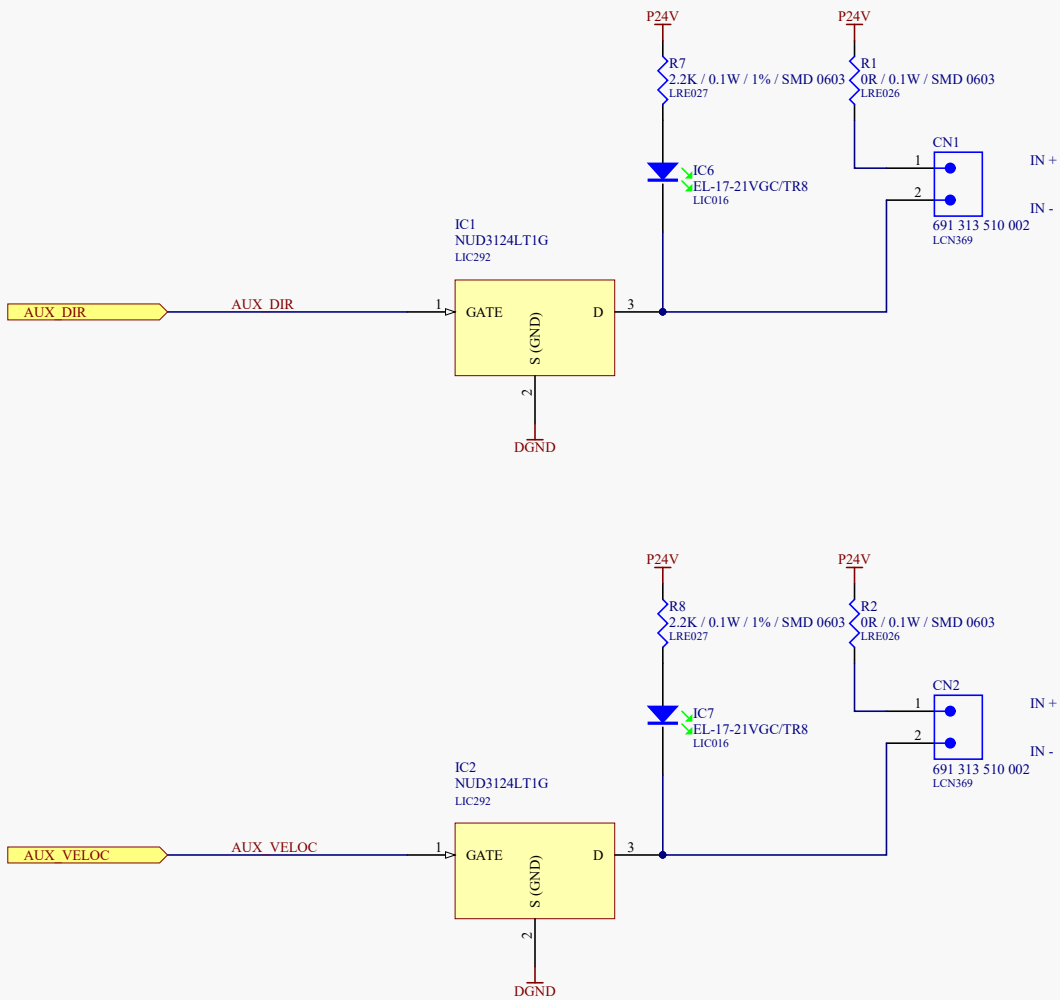 P24V
P24V
R7
2.2K / 0.1W / 1% / SMD 0603
LRE027
R1
0R / 0.1W / SMD 0603
LRE026
CN1
1
2
IN +
IN -
691 313 510 002
LCN369
IC6
EL-17-21VGC/TR8
LIC016
IC1
NUD3124LT1G
LIC292
AUX_DIR
AUX_DIR
1
GATE
S (GND)
D
3
2
DGND
P24V
P24V
R8
2.2K / 0.1W / 1% / SMD 0603
LRE027
R2
0R / 0.1W / SMD 0603
LRE026
CN2
1
2
IN +
IN -
691 313 510 002
LCN369
IC7
EL-17-21VGC/TR8
LIC016
IC2
NUD3124LT1G
LIC292
AUX_VELOC
AUX_VELOC
1
GATE
S (GND)
D
3
2
DGND